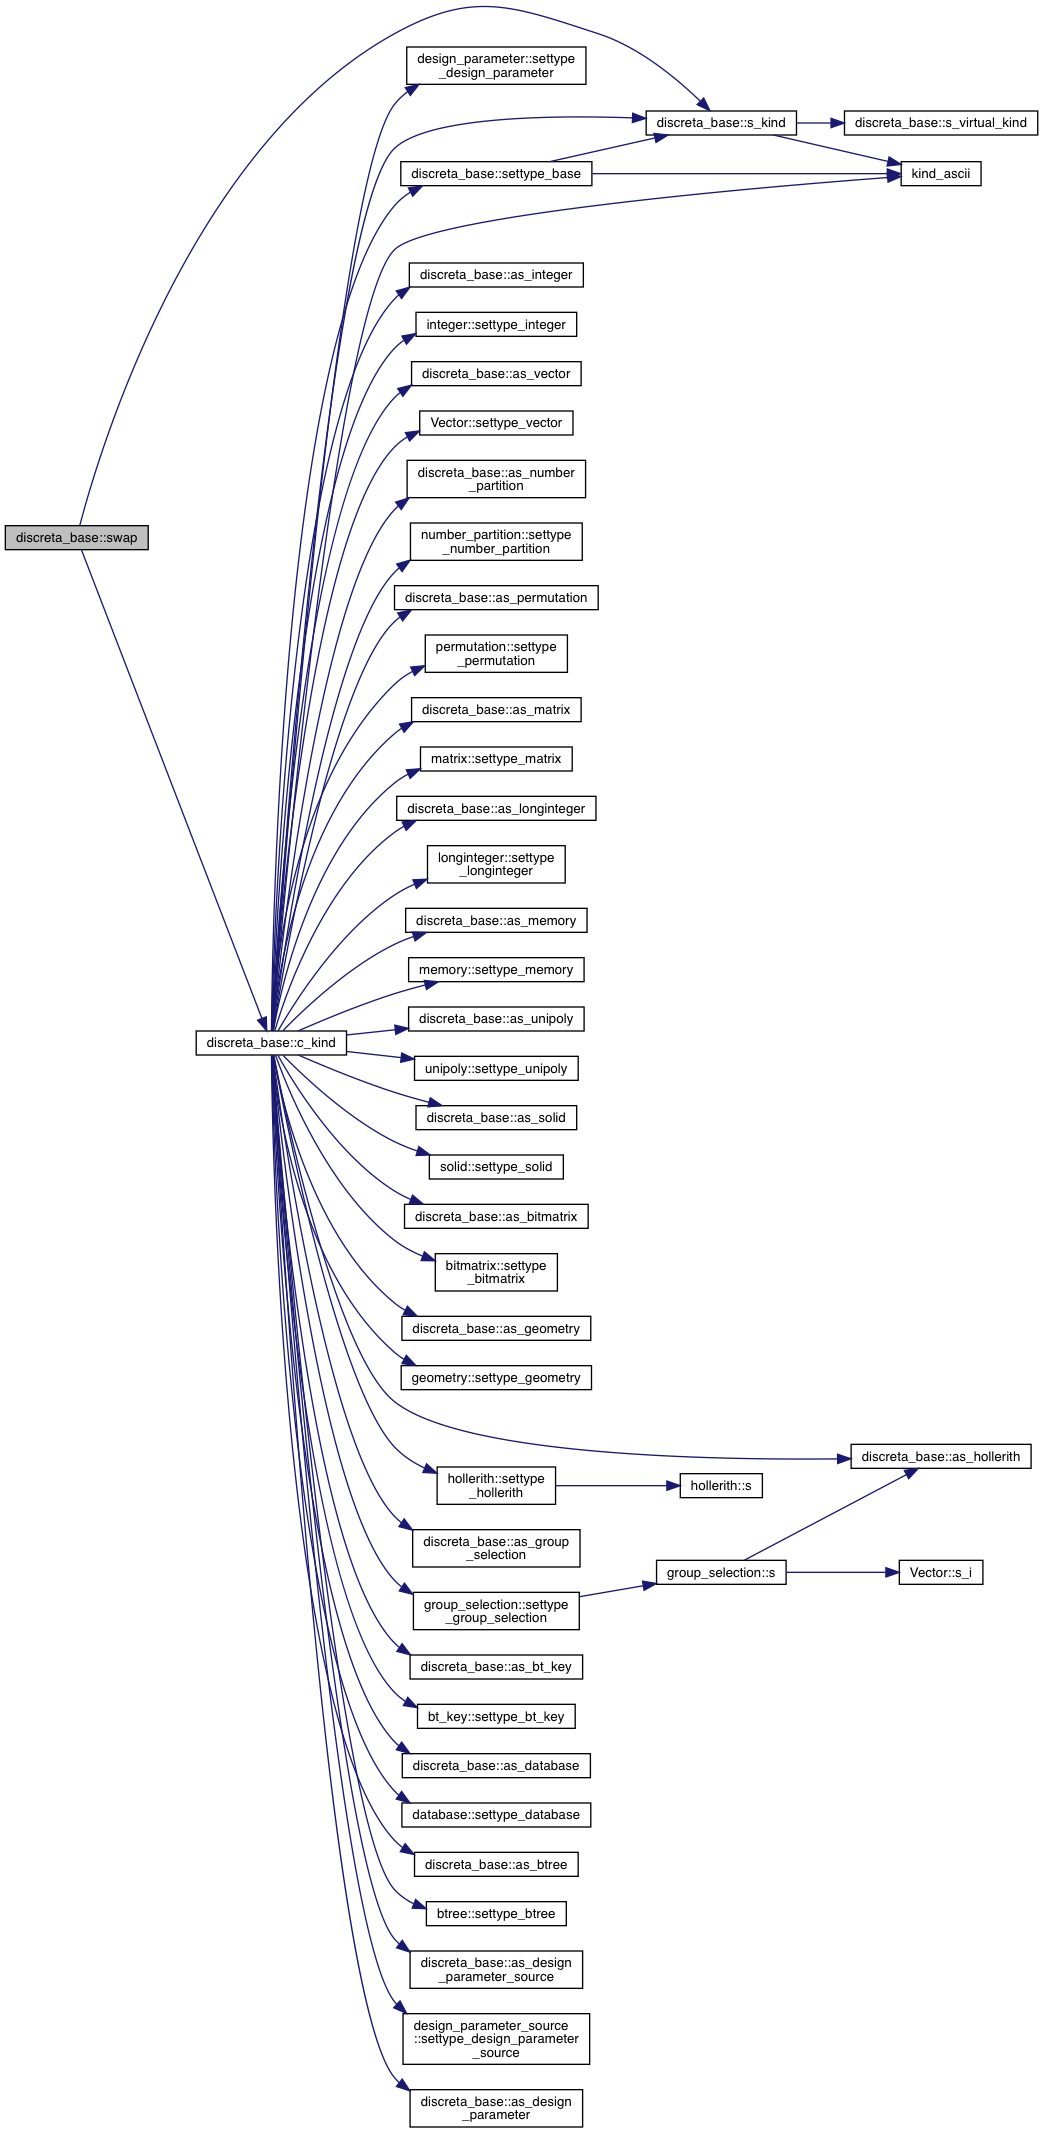 design_parameter::settype
_design_parameter
discreta_base::s_kind
discreta_base::s_virtual_kind
discreta_base::settype_base
kind_ascii
discreta_base::as_integer
integer::settype_integer
discreta_base::as_vector
Vector::settype_vector
discreta_base::as_number
_partition
discreta_base::swap
number_partition::settype
_number_partition
discreta_base::as_permutation
permutation::settype
_permutation
discreta_base::as_matrix
matrix::settype_matrix
discreta_base::as_longinteger
longinteger::settype
_longinteger
discreta_base::as_memory
memory::settype_memory
discreta_base::as_unipoly
discreta_base::c_kind
unipoly::settype_unipoly
discreta_base::as_solid
solid::settype_solid
discreta_base::as_bitmatrix
bitmatrix::settype
_bitmatrix
discreta_base::as_geometry
geometry::settype_geometry
discreta_base::as_hollerith
hollerith::settype
_hollerith
hollerith::s
discreta_base::as_group
_selection
group_selection::s
Vector::s_i
group_selection::settype
_group_selection
discreta_base::as_bt_key
bt_key::settype_bt_key
discreta_base::as_database
database::settype_database
discreta_base::as_btree
btree::settype_btree
discreta_base::as_design
_parameter_source
design_parameter_source
::settype_design_parameter
_source
discreta_base::as_design
_parameter